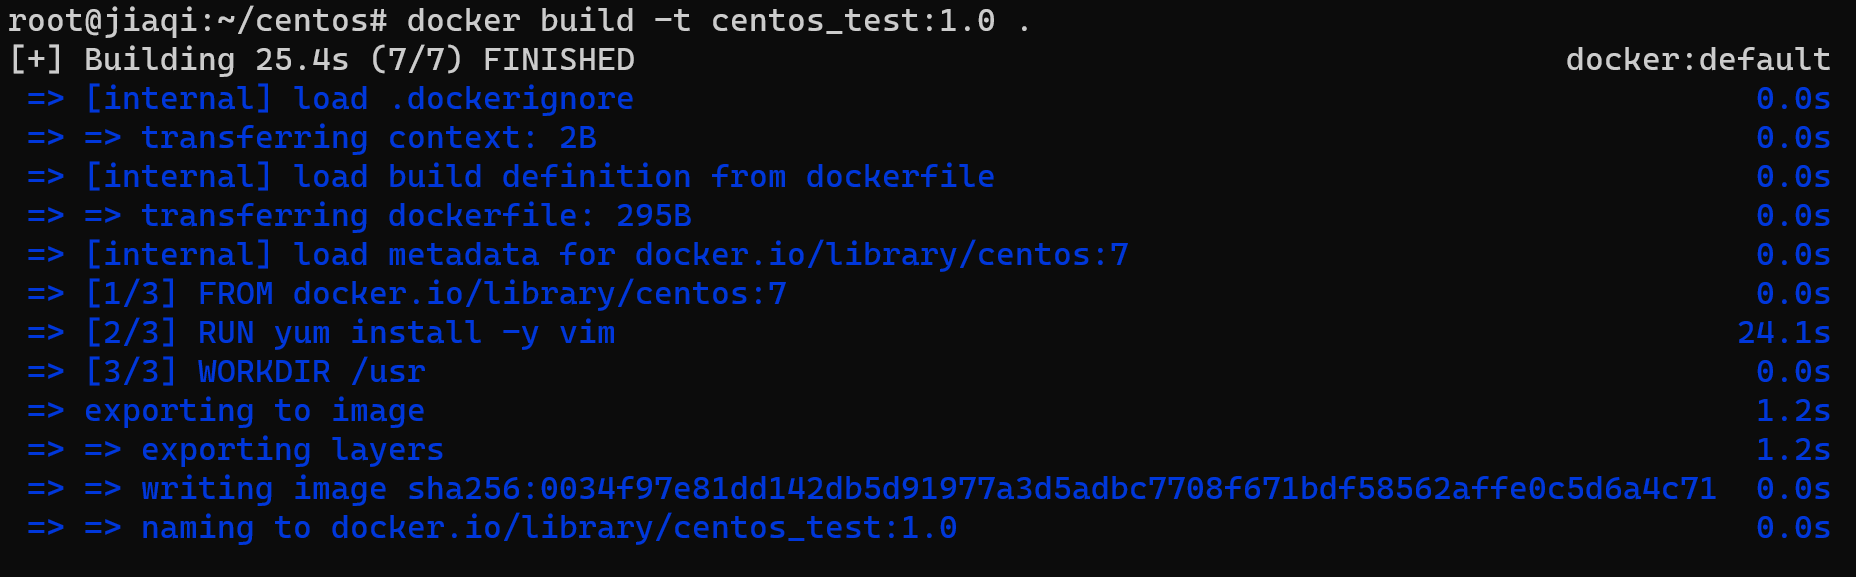 root@jiaqi:~/centos# docker build -t centos_test:1.0 .
[+] Building 25.4s (7/7) FINISHED docker:default
=> [internal] load .dockerignore 0.0s
=> => transferring context: 2B 0.0s
=> [internal] load build definition from dockerfile 0.0s
=> => transferring dockerfile: 295B 0.0s
=> [internal] load metadata for docker.io/library/centos:7 0.0s
=> [1/3] FROM docker.io/library/centos:7 0.0s
=> [2/3] RUN yum install -y vim 24.1s
=> [3/3] WORKDIR /usr 0.0s
=> exporting to image 1.2s
=> => exporting layers 1.2s
=> => writing image sha256:0034f97e81dd142db5d91977a3d5adbc7708f671bdf58562affe0c5d6a4c71 0.0s
=> => naming to docker.io/library/centos_test:1.0 0.0s